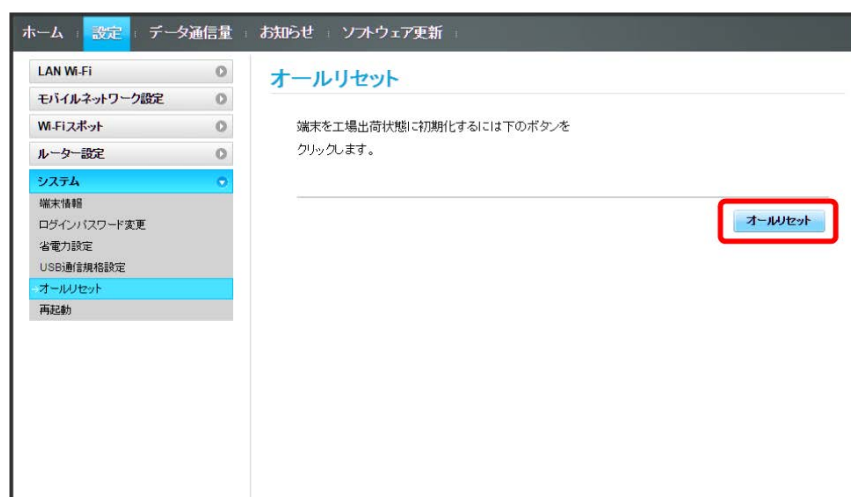 ホーム 設定 データ通信量 お知らせ ソフトウェア更新
LAN Wi-Fi
モバイルネットワーク設定
Wi-Fiスポット
ルーター設定
システム
端末情報
ログインパスワード変更
省電力設定
USB通信規格設定
オールリセット
再起動
オールリセット
端末を工場出荷状態に初期化するには下のボタンを
クリックします。
オールリセット